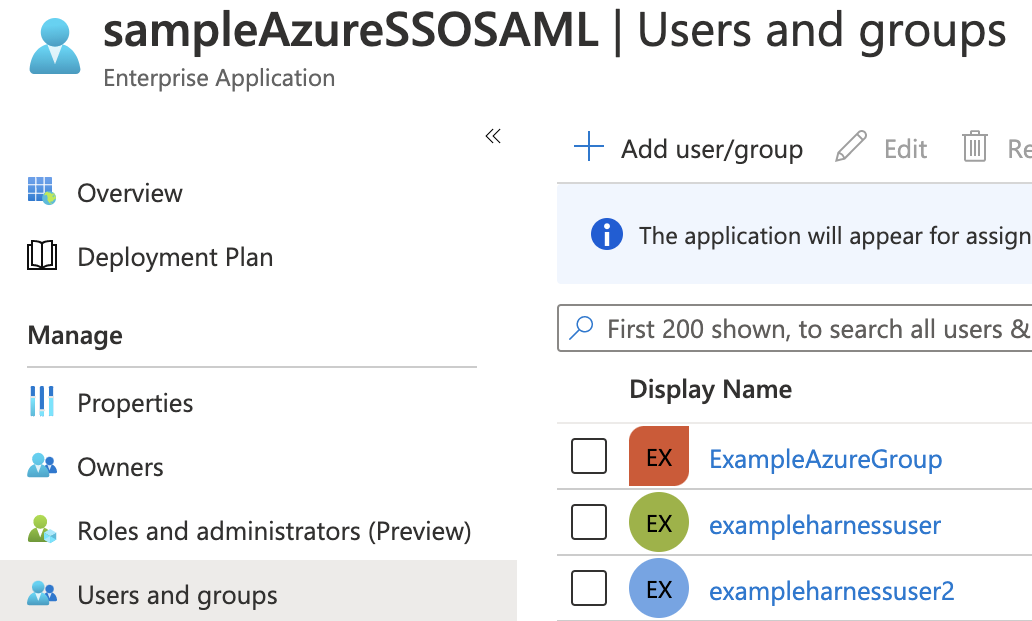 sampleAzureSSOSAML | Users and groups
Enterprise Application
«
Overview
Deployment Plan
Manage
Properties
Owners
Roles and administrators (Preview)
Users and groups
Add user/group Edit Re
The application will appear for assign
First 200 shown, to search all users &
Display Name
EX ExampleAzureGroup
EX exampleharnessuser
EX exampleharnessuser2